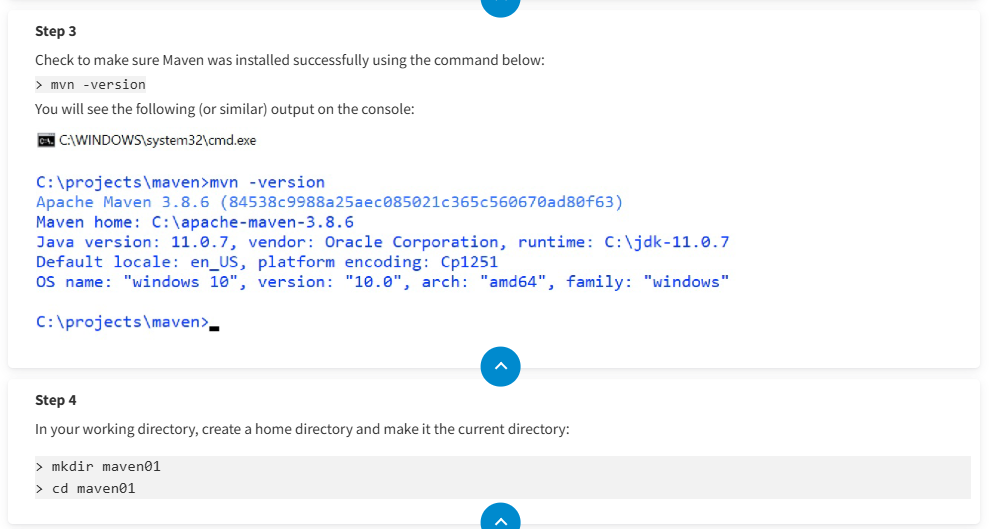 Step 3
Check to make sure Maven was installed successfully using the command below:
> mvn -version
You will see the following (or similar) output on the console:
C:\WINDOWS\system32\cmd.exe
C:\projects\maven>mvn -version
Apache Maven 3.8.6 (84538c9988a25aec085021c365c560670ad80f63)
Maven home: C:\apache-maven-3.8.6
Java version: 11.0.7, vendor: Oracle Corporation, runtime: C:\jdk-11.0.7
Default locale: en_US, platform encoding: Cp1251
OS name: "windows 10", version: "10.0", arch: "amd64", family: "windows"
C:\projects\maven>
Step 4
In your working directory, create a home directory and make it the current directory:
> mkdir maven01
> cd maven01